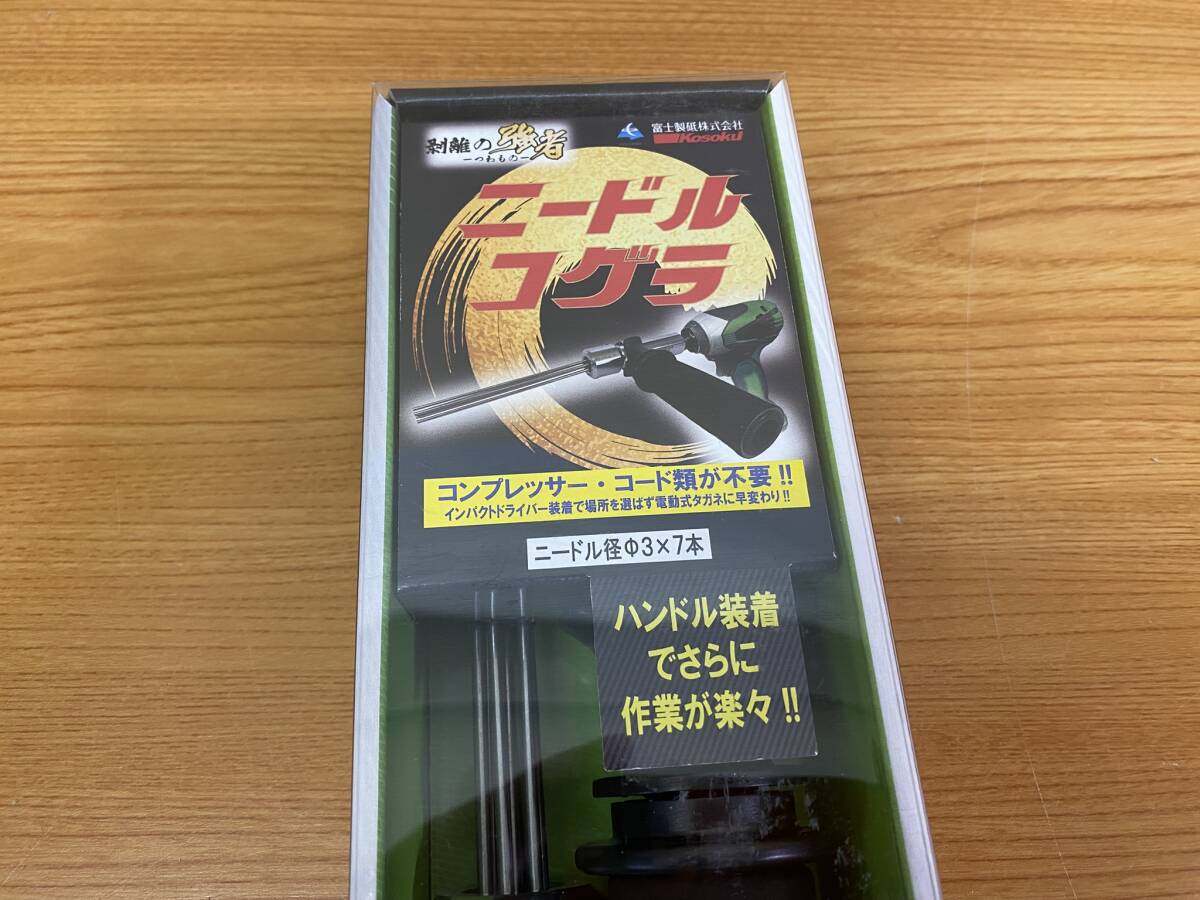 剥離の強者
－つわもの－
富士製砥株式会社
Kosoku
ニードル
コグラ
コンプレッサー・コード類が不要!!
インパクトドライバー装着で場所を選ばず電動式タガネに早変わり!!
ニードル径Φ3×7本
ハンドル装着
でさらに
作業が楽々!!